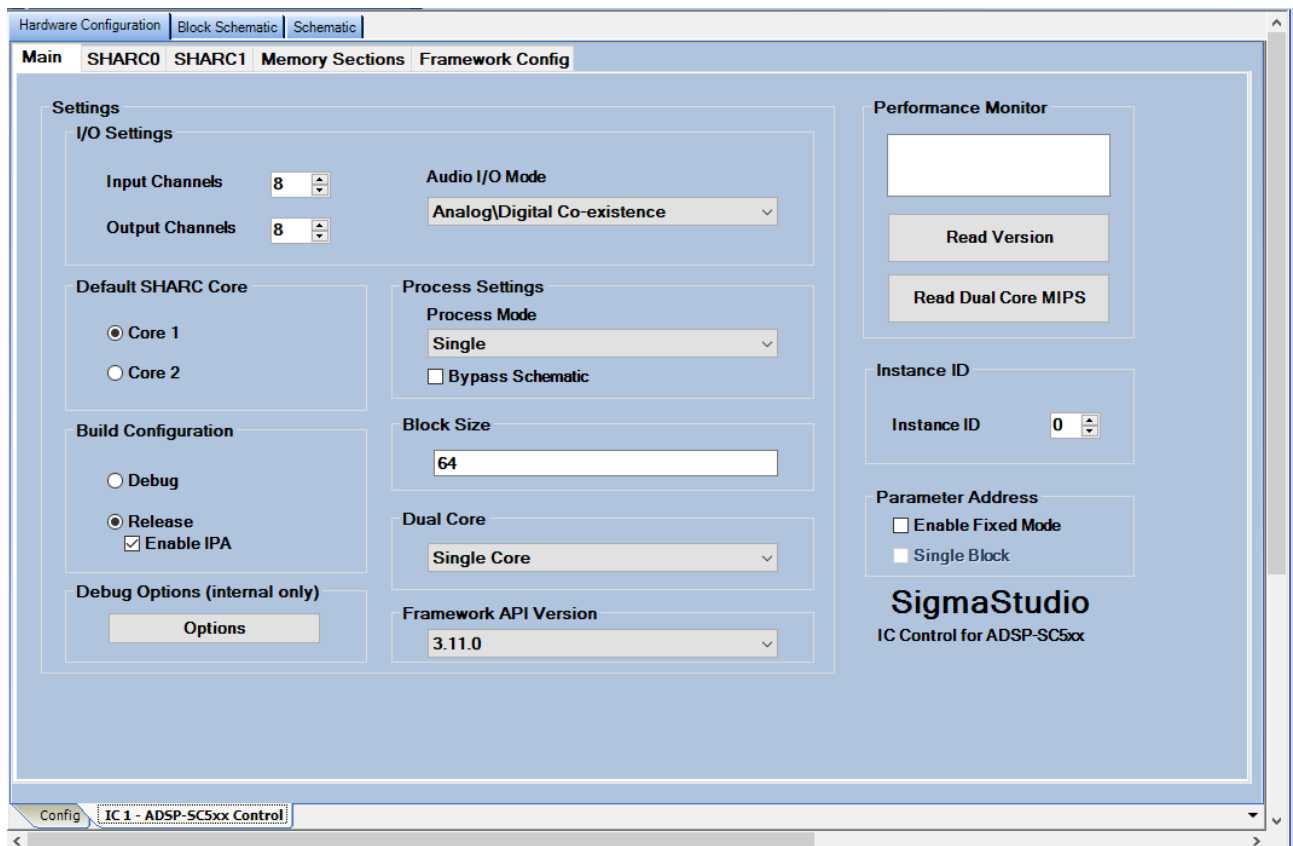 Hardware Configuration Block Schematic Schematic
Main SHARC0 SHARC1 Memory Sections Framework Config
Settings
I/O Settings
Input Channels 8
Output Channels 8
Audio I/O Mode
Analog\Digital Co-existence
Default SHARC Core
Core 1
Core 2
Process Settings
Process Mode
Single
Bypass Schematic
Build Configuration
Debug
Release
Enable IPA
Block Size
64
Dual Core
Single Core
Debug Options (internal only)
Options
Framework API Version
3.11.0
Performance Monitor
Read Version
Read Dual Core MIPS
Instance ID
Instance ID 0
Parameter Address
Enable Fixed Mode
Single Block
SigmaStudio
IC Control for ADSP-SC5xx
Config IC 1 - ADSP-SC5xx Control